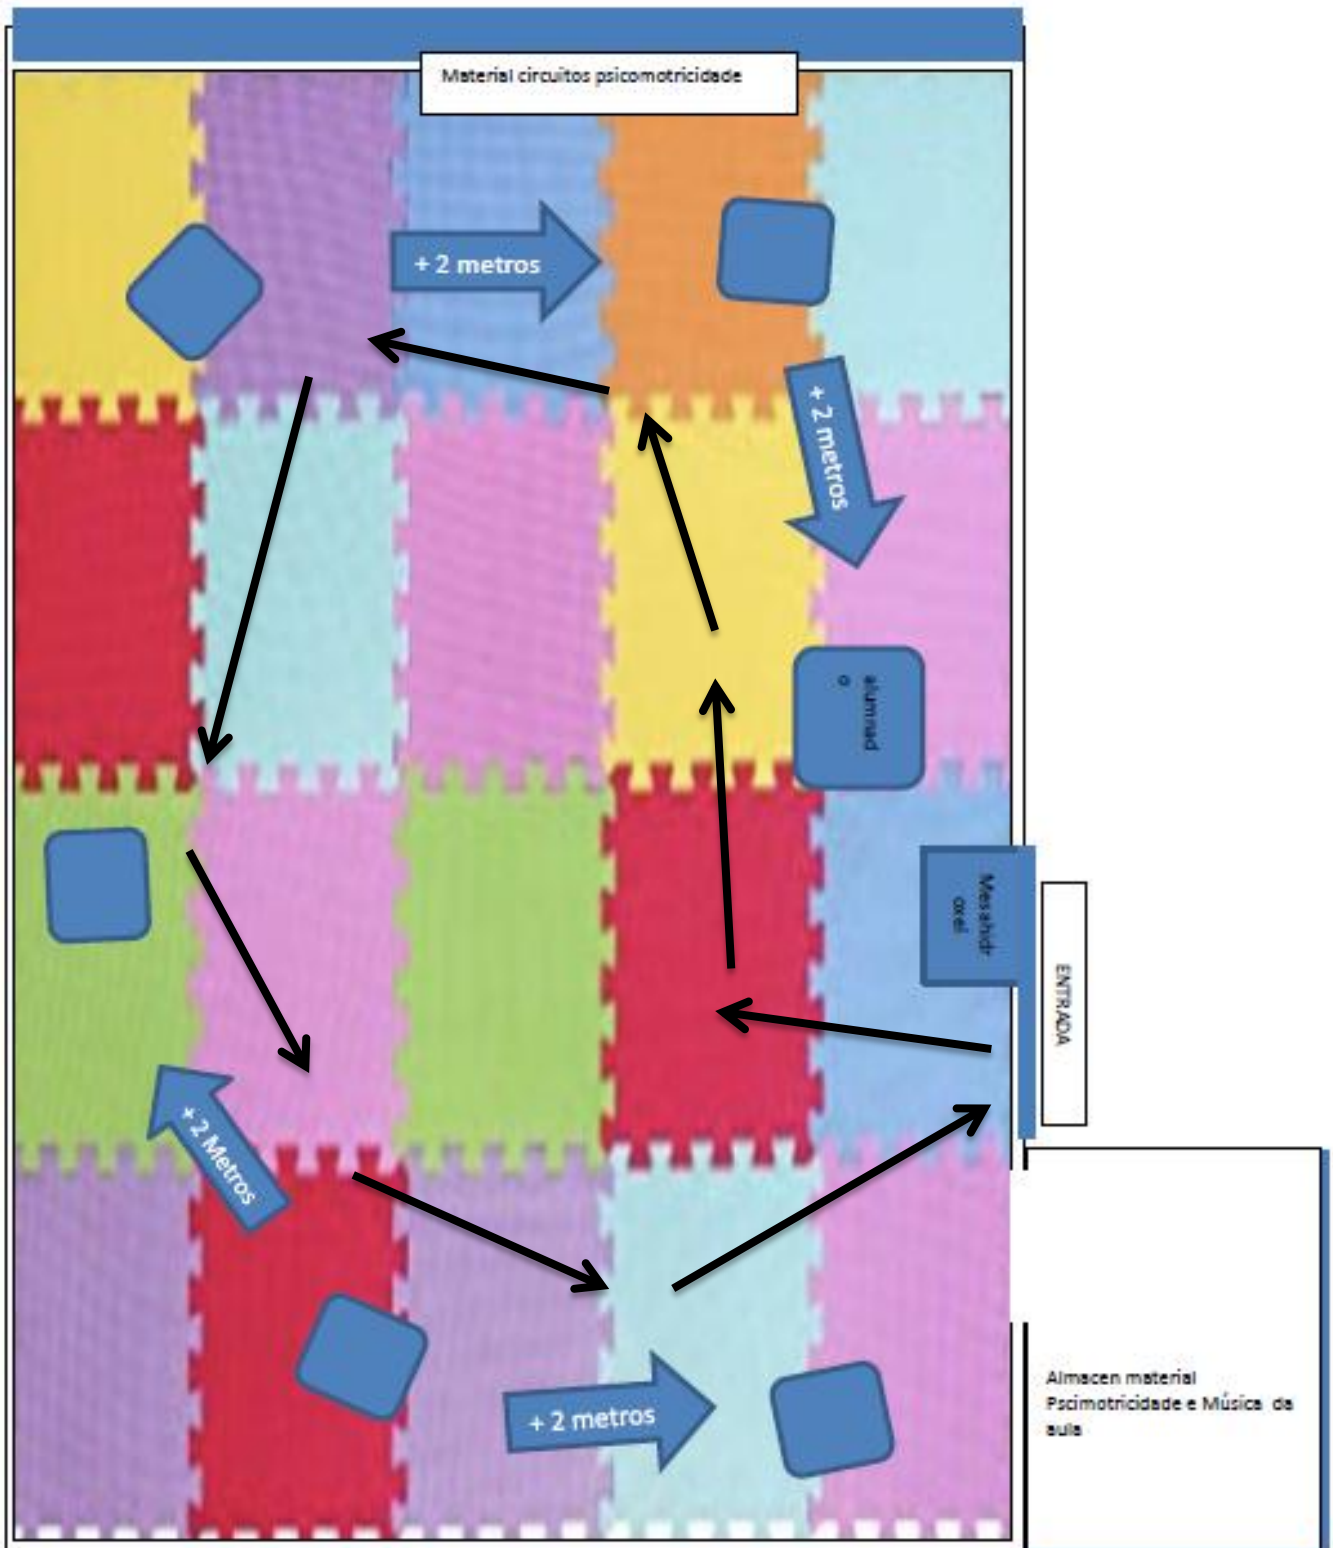 Material circuitos psicomotricidade
+ 2 metros
+ 2 metros
alumnad
o
Mesahidr
oxel
ENTRADA
+ 2 Metros
+ 2 metros
Almacen material
Pscimotricidade e Música da
aula